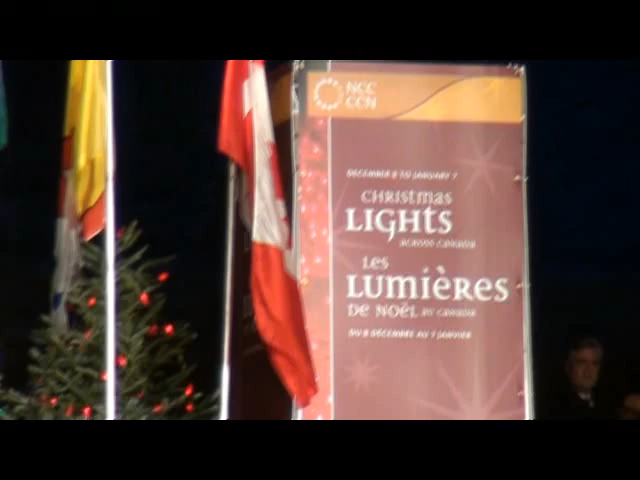 NCC
CCN
DECEMBER 8 TO JANUARY 7
CHRISTMAS
LIGHTS
ACROSS CANADA
LES
LUMIÈRES
DE NOËL AU CANADA
DU 8 DÉCEMBRE AU 7 JANVIER